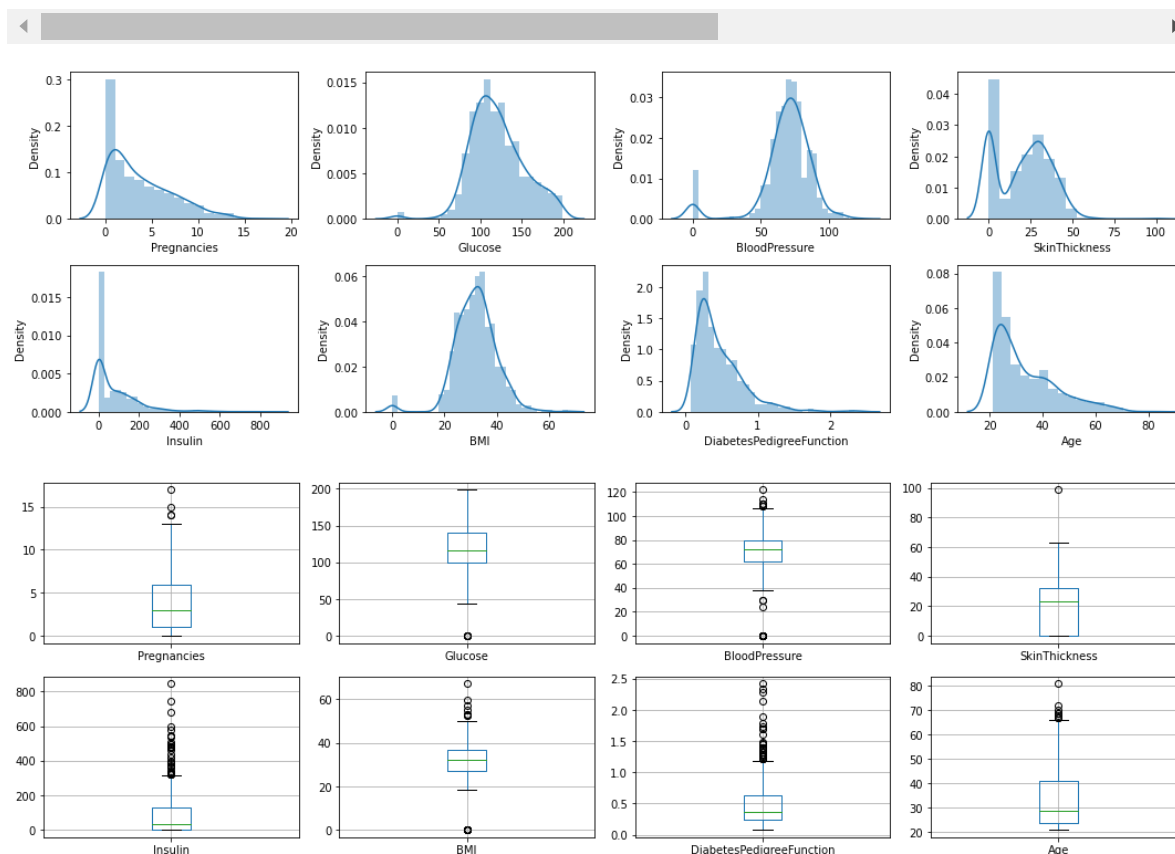 0.3
0.2
0.1
0.0
Density
0 5 10 15 20
Pregnancies
0.015
0.010
0.005
0.000
Density
0 50 100 150 200
Glucose
0.03
0.02
0.01
0.00
Density
0 50 100
BloodPressure
0.04
0.03
0.02
0.01
0.00
Density
0 25 50 75 100
SkinThickness
0.015
0.010
0.005
0.000
Density
0 200 400 600 800
Insulin
0.06
0.04
0.02
0.00
Density
0 20 40 60
BMI
2.0
1.5
1.0
0.5
0.0
Density
0 1 2
DiabetesPedigreeFunction
0.08
0.06
0.04
0.02
0.00
Density
20 40 60 80
Age
15
10
5
0
Pregnancies
200
150
100
50
0
Glucose
120
100
80
60
40
20
0
BloodPressure
100
80
60
40
20
0
SkinThickness
800
600
400
200
0
Insulin
60
40
20
0
BMI
2.5
2.0
1.5
1.0
0.5
0.0
DiabetesPedigreeFunction
80
70
60
50
40
30
20
Age